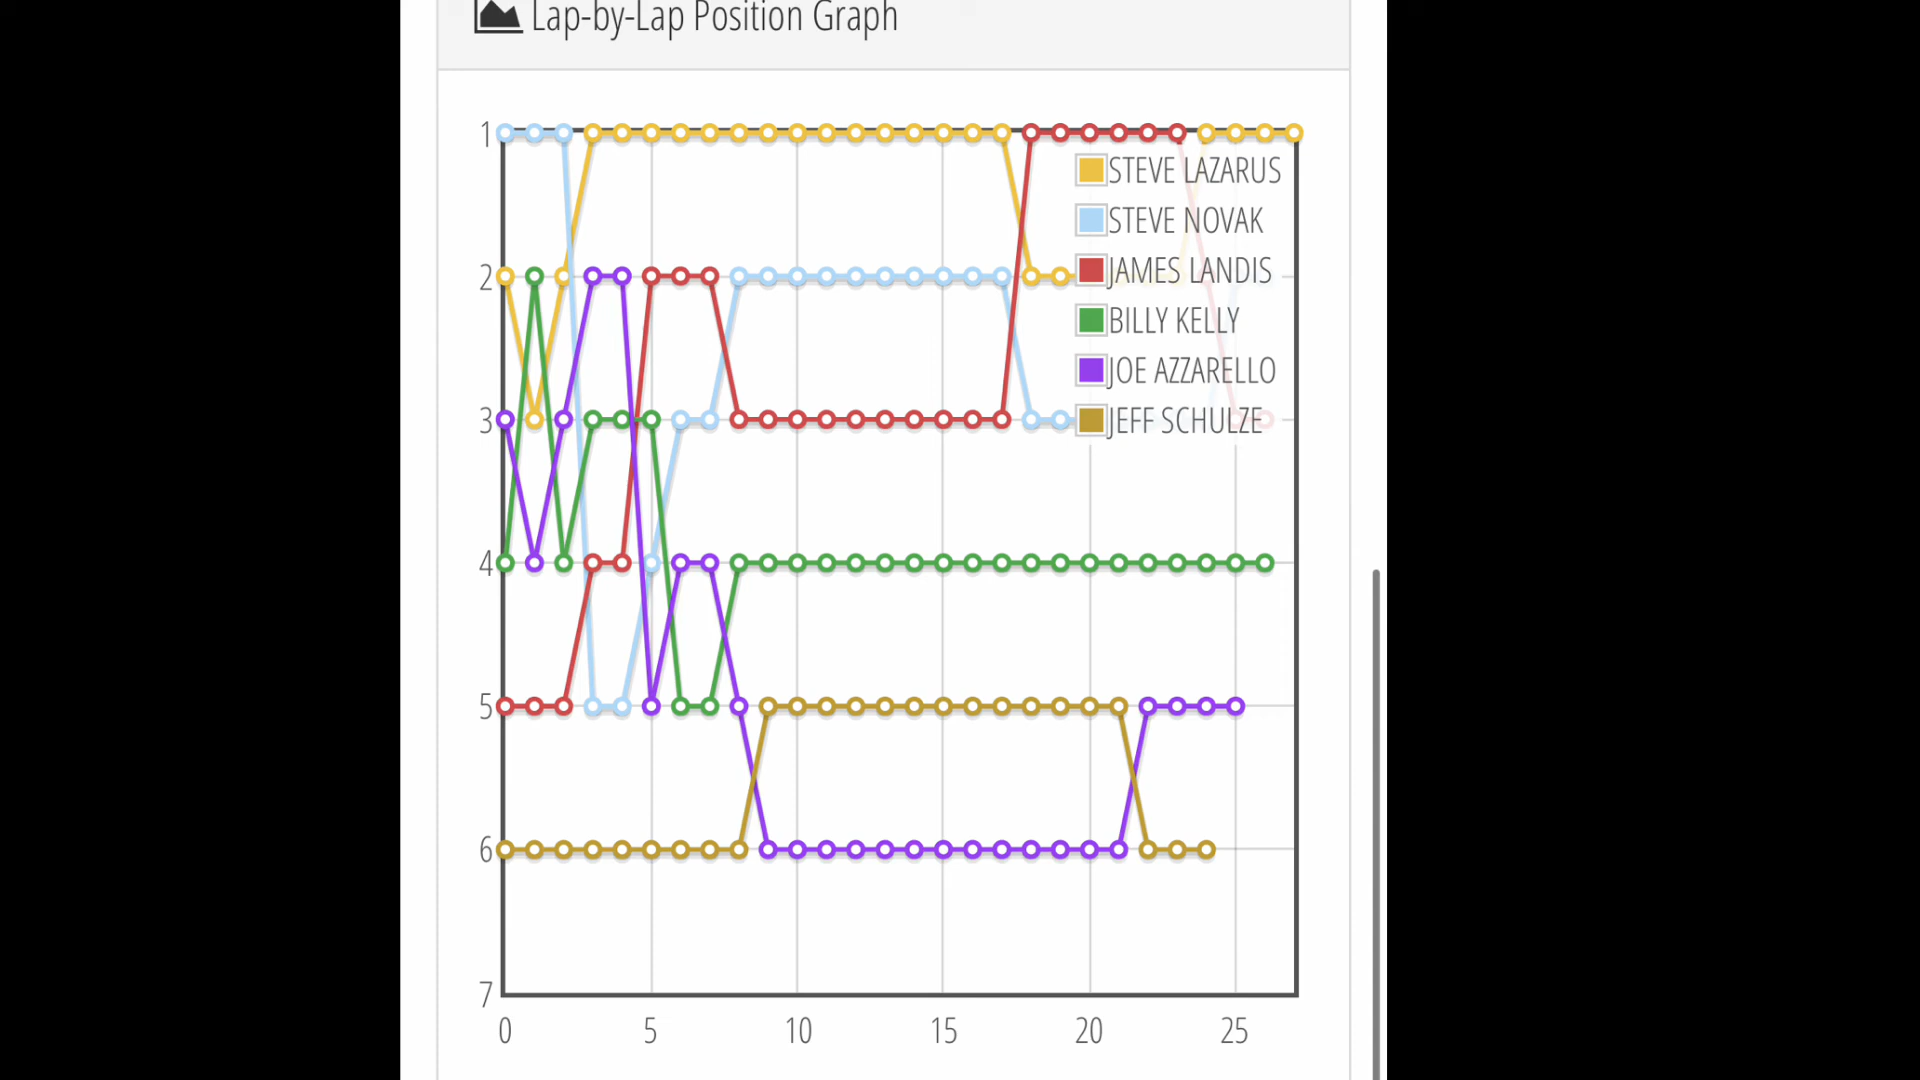 Lap-by-Lap Position Graph
1
STEVE LAZARUS
STEVE NOVAK
2
JAMES LANDIS
BILLY KELLY
JOE AZZARELLO
3
JEFF SCHULZE
4
5
6
7
0 5 10 15 20 25